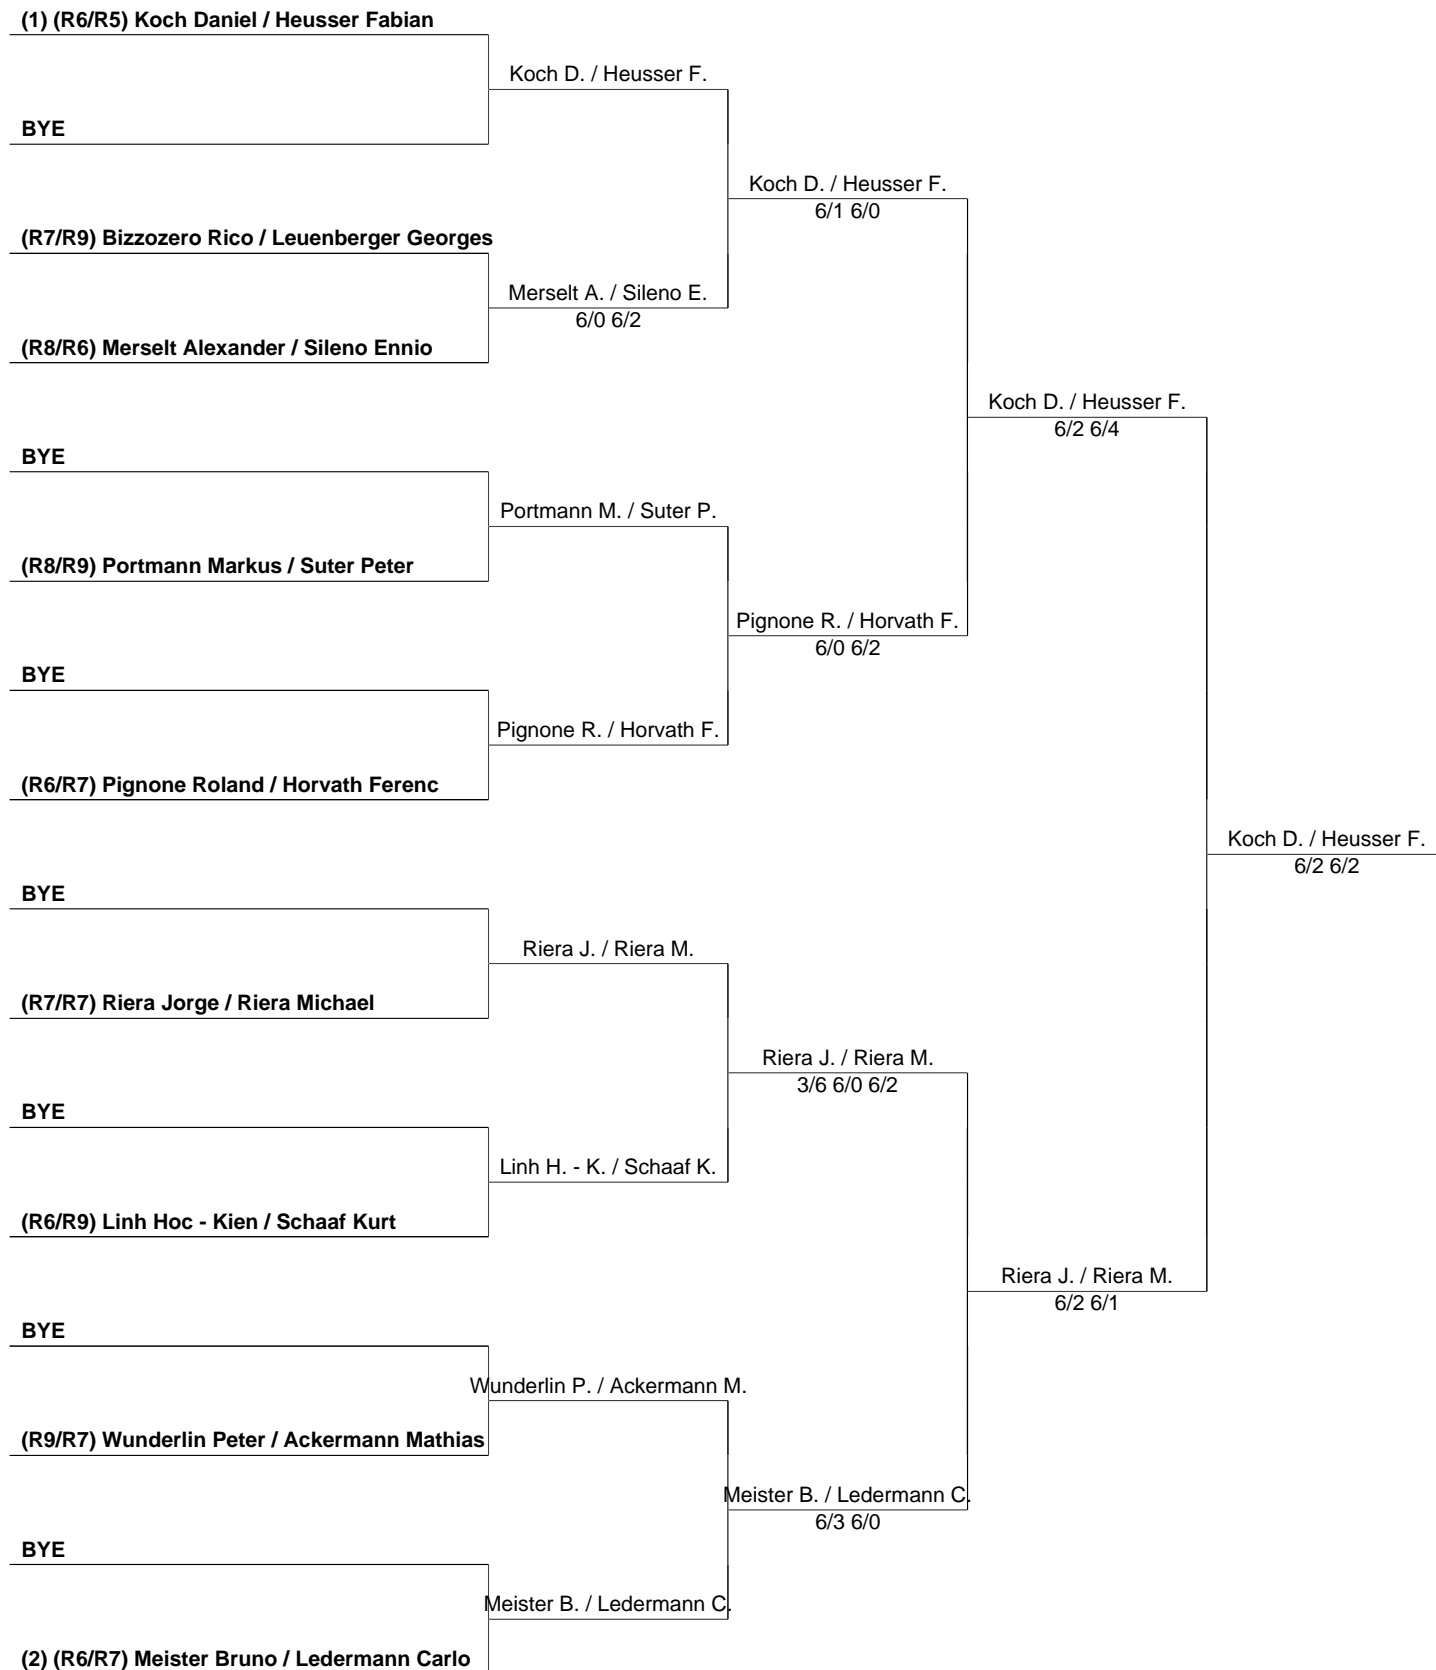 (1) (R6/R5) Koch Daniel / Heusser Fabian
Koch D. / Heusser F.
BYE
Koch D. / Heusser F.
6/1 6/0
(R7/R9) Bizzozero Rico / Leuenberger Georges
Merselt A. / Sileno E.
6/0 6/2
(R8/R6) Merselt Alexander / Sileno Ennio
Koch D. / Heusser F.
6/2 6/4
BYE
Portmann M. / Suter P.
(R8/R9) Portmann Markus / Suter Peter
Pignone R. / Horvath F.
6/0 6/2
BYE
Pignone R. / Horvath F.
(R6/R7) Pignone Roland / Horvath Ferenc
Koch D. / Heusser F.
6/2 6/2
BYE
Riera J. / Riera M.
(R7/R7) Riera Jorge / Riera Michael
Riera J. / Riera M.
3/6 6/0 6/2
BYE
Linh H. - K. / Schaaf K.
(R6/R9) Linh Hoc - Kien / Schaaf Kurt
Riera J. / Riera M.
6/2 6/1
BYE
Wunderlin P. / Ackermann M.
(R9/R7) Wunderlin Peter / Ackermann Mathias
Meister B. / Ledermann C.
6/3 6/0
BYE
Meister B. / Ledermann C.
(2) (R6/R7) Meister Bruno / Ledermann Carlo